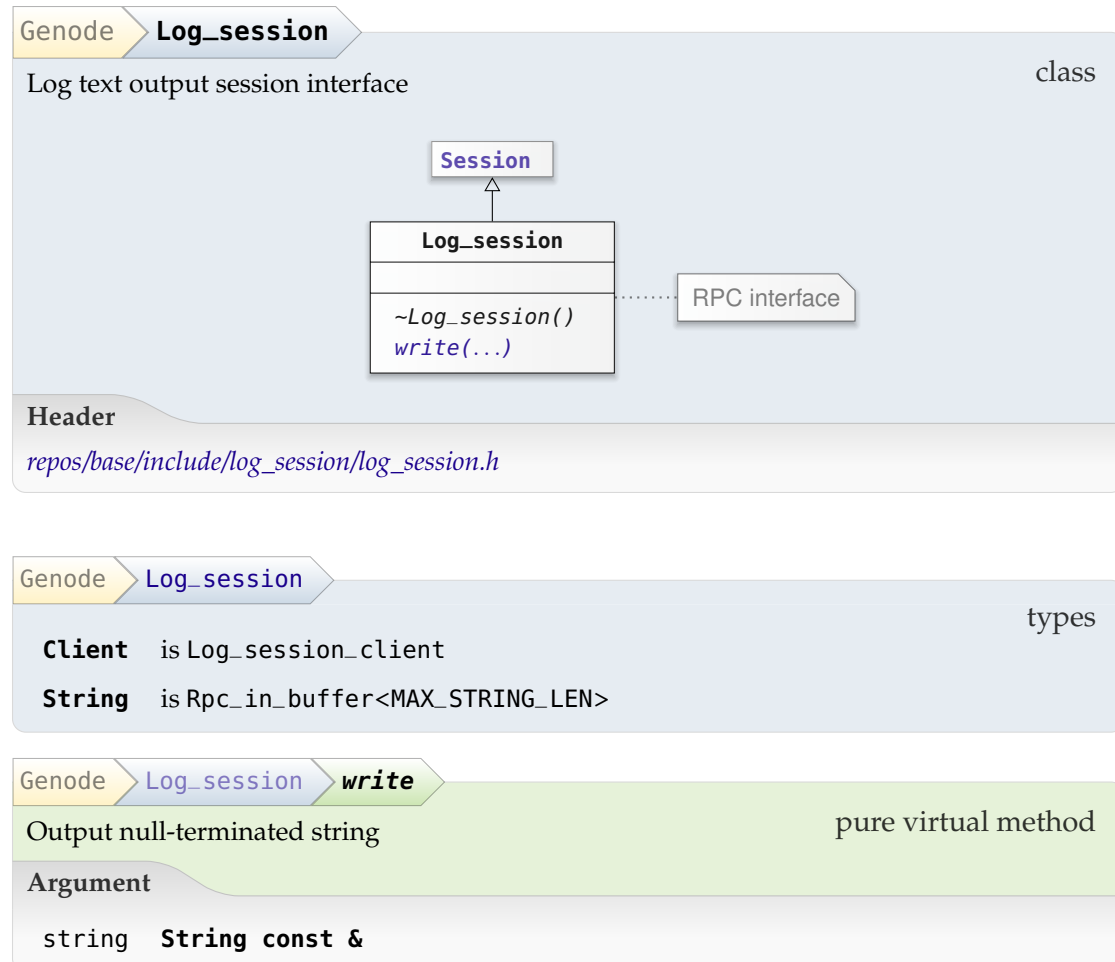 Genode Log_session
class
Log text output session interface
Session
Log_session
~Log_session()
write(...)
RPC interface
Header
repos/base/include/log_session/log_session.h
Genode Log_session
types
Client is Log_session_client
String is Rpc_in_buffer<MAX_STRING_LEN>
Genode Log_session write
pure virtual method
Output null-terminated string
Argument
string String const &